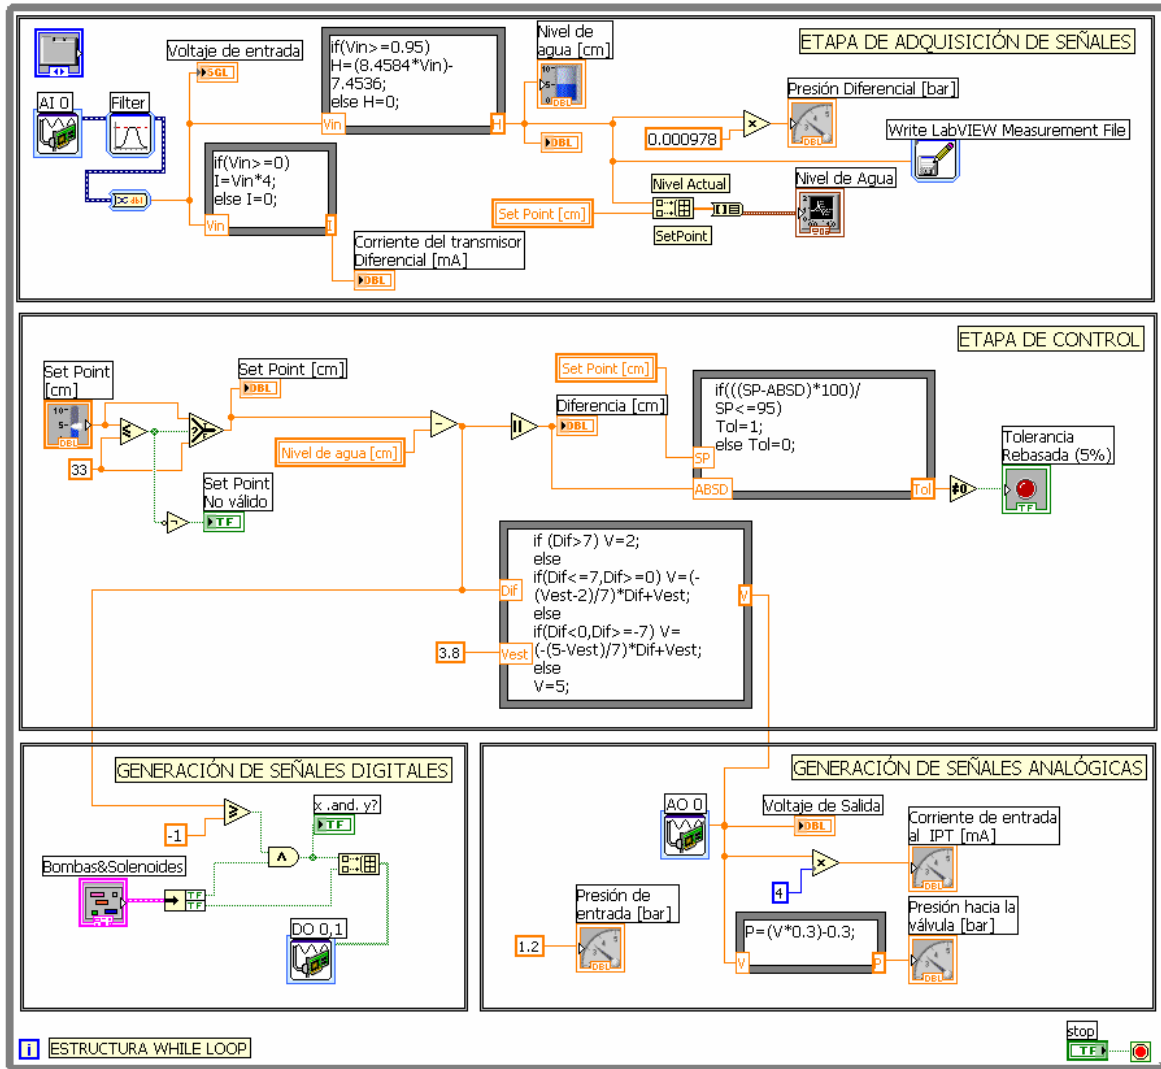 ETAPA DE ADQUISICIÓN DE SEÑALES
Voltaje de entrada
SGL
AI 0
Filter
if(Vin>=0.95)
H=(8.4584*Vin)-
7.4536;
else H=0;
Vin
H
Nivel de
agua [cm]
10-
5-
0
DBL
DBL
Presión Diferencial [bar]
DBL
0.000978
x
Write LabVIEW Measurement File
if(Vin>=0)
I=Vin*4;
else I=0;
Vin
I
dbl
Nivel Actual
Set Point [cm]
SetPoint
Nivel de Agua
Corriente del transmisor
Diferencial [mA]
DBL
ETAPA DE CONTROL
Set Point
[cm]
10-
5-
DBL
33
≤
?
T
F
Set Point [cm]
DBL
Set Point
No válido
TF
Nivel de agua [cm]
-
Set Point [cm]
Diferencia [cm]
DBL
if(((SP-ABSD)*100)/
SP<=95)
Tol=1;
else Tol=0;
SP
ABSD
Tol
≠0
Tolerancia
Rebasada (5%)
TF
if (Dif>7) V=2;
else
if(Dif<=7,Dif>=0) V=(-
(Vest-2)/7)*Dif+Vest;
else
if(Dif<0,Dif>=-7) V=
(-(5-Vest)/7)*Dif+Vest;
else
V=5;
Dif
3.8
Vest
V
GENERACIÓN DE SEÑALES DIGITALES
≥
-1
x .and. y?
TF
Bombas&Solenoides
TF
TF
DO 0,1
GENERACIÓN DE SEÑALES ANALÓGICAS
AO 0
Voltaje de Salida
DBL
Corriente de entrada
al IPT [mA]
DBL
x
4
Presión de
entrada [bar]
1.2
DBL
P=(V*0.3)-0.3;
V
P
Presión hacia la
válvula [bar]
DBL
i
ESTRUCTURA WHILE LOOP
stop
TF